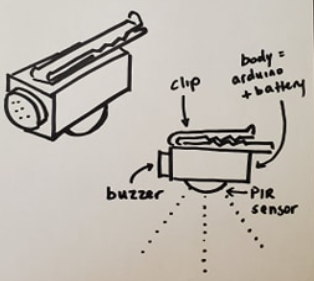 clip
body =
arduino
+ battery
buzzer
PIR
sensor